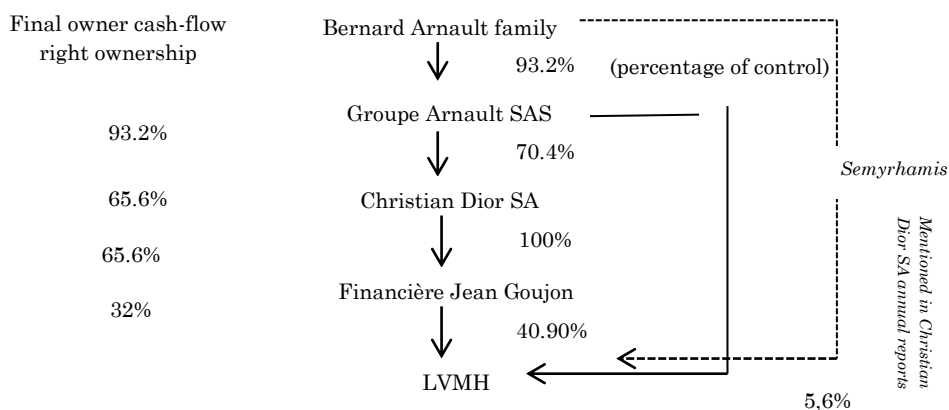 Final owner cash-flow
right ownership
Bernard Arnault family
93.2%
(percentage of control)
Groupe Arnault SAS
93.2%
70.4%
Semyrhamis
Christian Dior SA
65.6%
100%
65.6%
Financière Jean Goujon
32%
40.90%
Mentioned in Christian
Dior SA annual reports
LVMH
5,6%